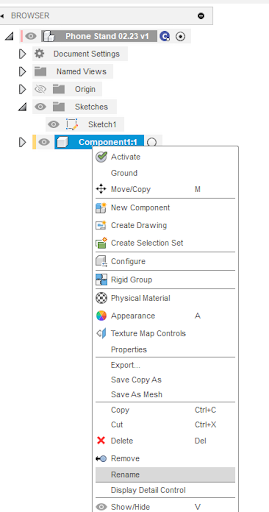 BROWSER
Phone Stand 02.23 v1
Document Settings
Named Views
Origin
Sketches
Sketch1
Component1:1
Activate
Ground
Move/Copy M
New Component
Create Drawing
Create Selection Set
Configure
Rigid Group
Physical Material
Appearance A
Texture Map Controls
Properties
Export...
Save Copy As
Save As Mesh
Copy Ctrl+C
Cut Ctrl+X
Delete Del
Remove
Rename
Display Detail Control
Show/Hide V